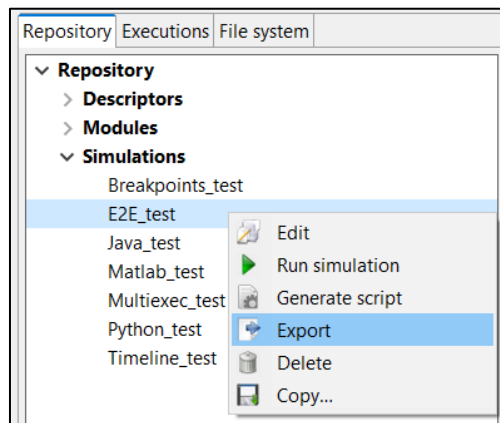 Repository Executions File system
Repository
Descriptors
Modules
Simulations
Breakpoints_test
E2E_test
Java_test
Matlab_test
Multiexec_test
Python_test
Timeline_test
Edit
Run simulation
Generate script
Export
Delete
Copy...